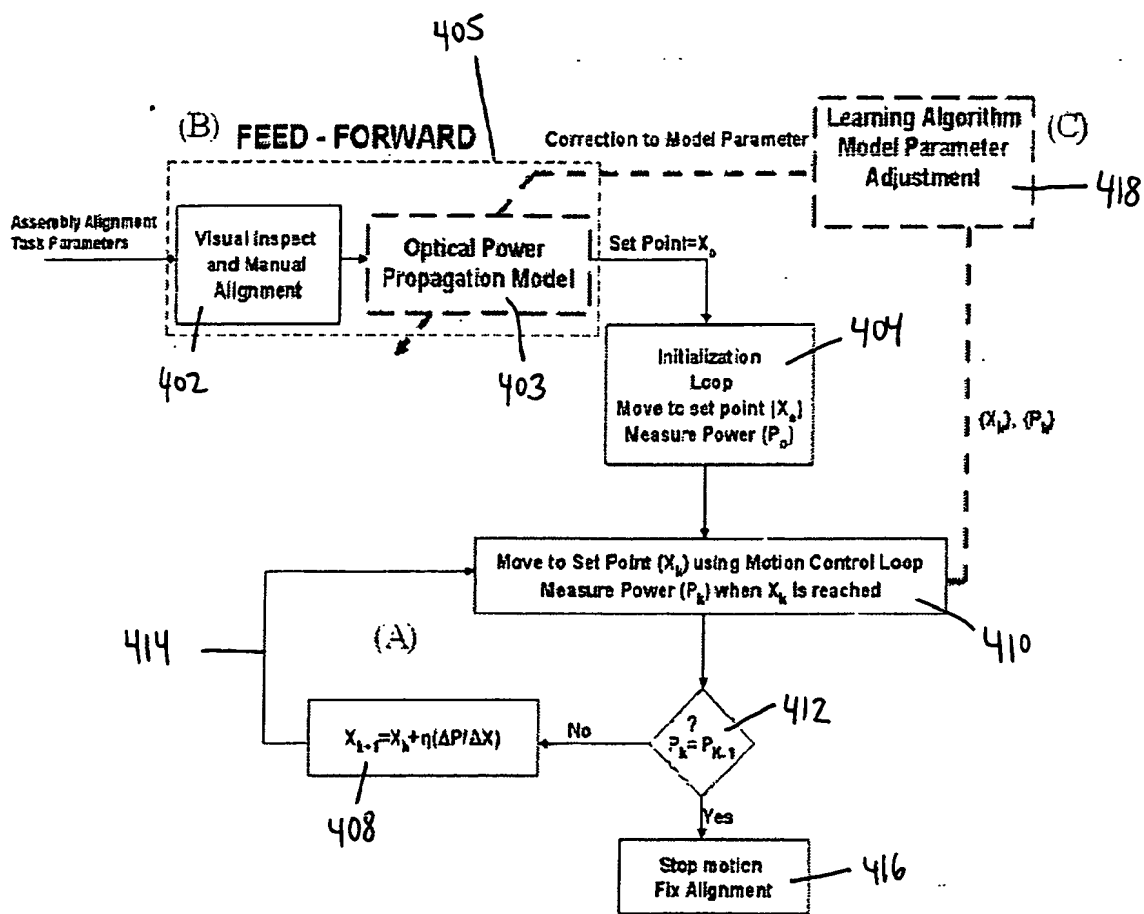 405
(B) FEED - FORWARD
Correction to Model Parameter
Learning Algorithm
Model Parameter
Adjustment
(C)
418
Assembly Alignment
Task Parameters
Visual Inspect
and Manual
Alignment
402
Optical Power
Propagation Model
403
Set Point=X₀
404
Initialization
Loop
Move to set point (X₀)
Measure Power (P₀)
{Xₖ}, {Pₖ}
Move to Set Point (Xₖ) using Motion Control Loop
Measure Power (Pₖ) when Xₖ is reached
410
414
(A)
?
Pₖ=Pₖ₋₁
412
No
Xₖ₊₁=Xₖ+η(ΔP/ΔX)
408
Yes
Stop motion
Fix Alignment
416